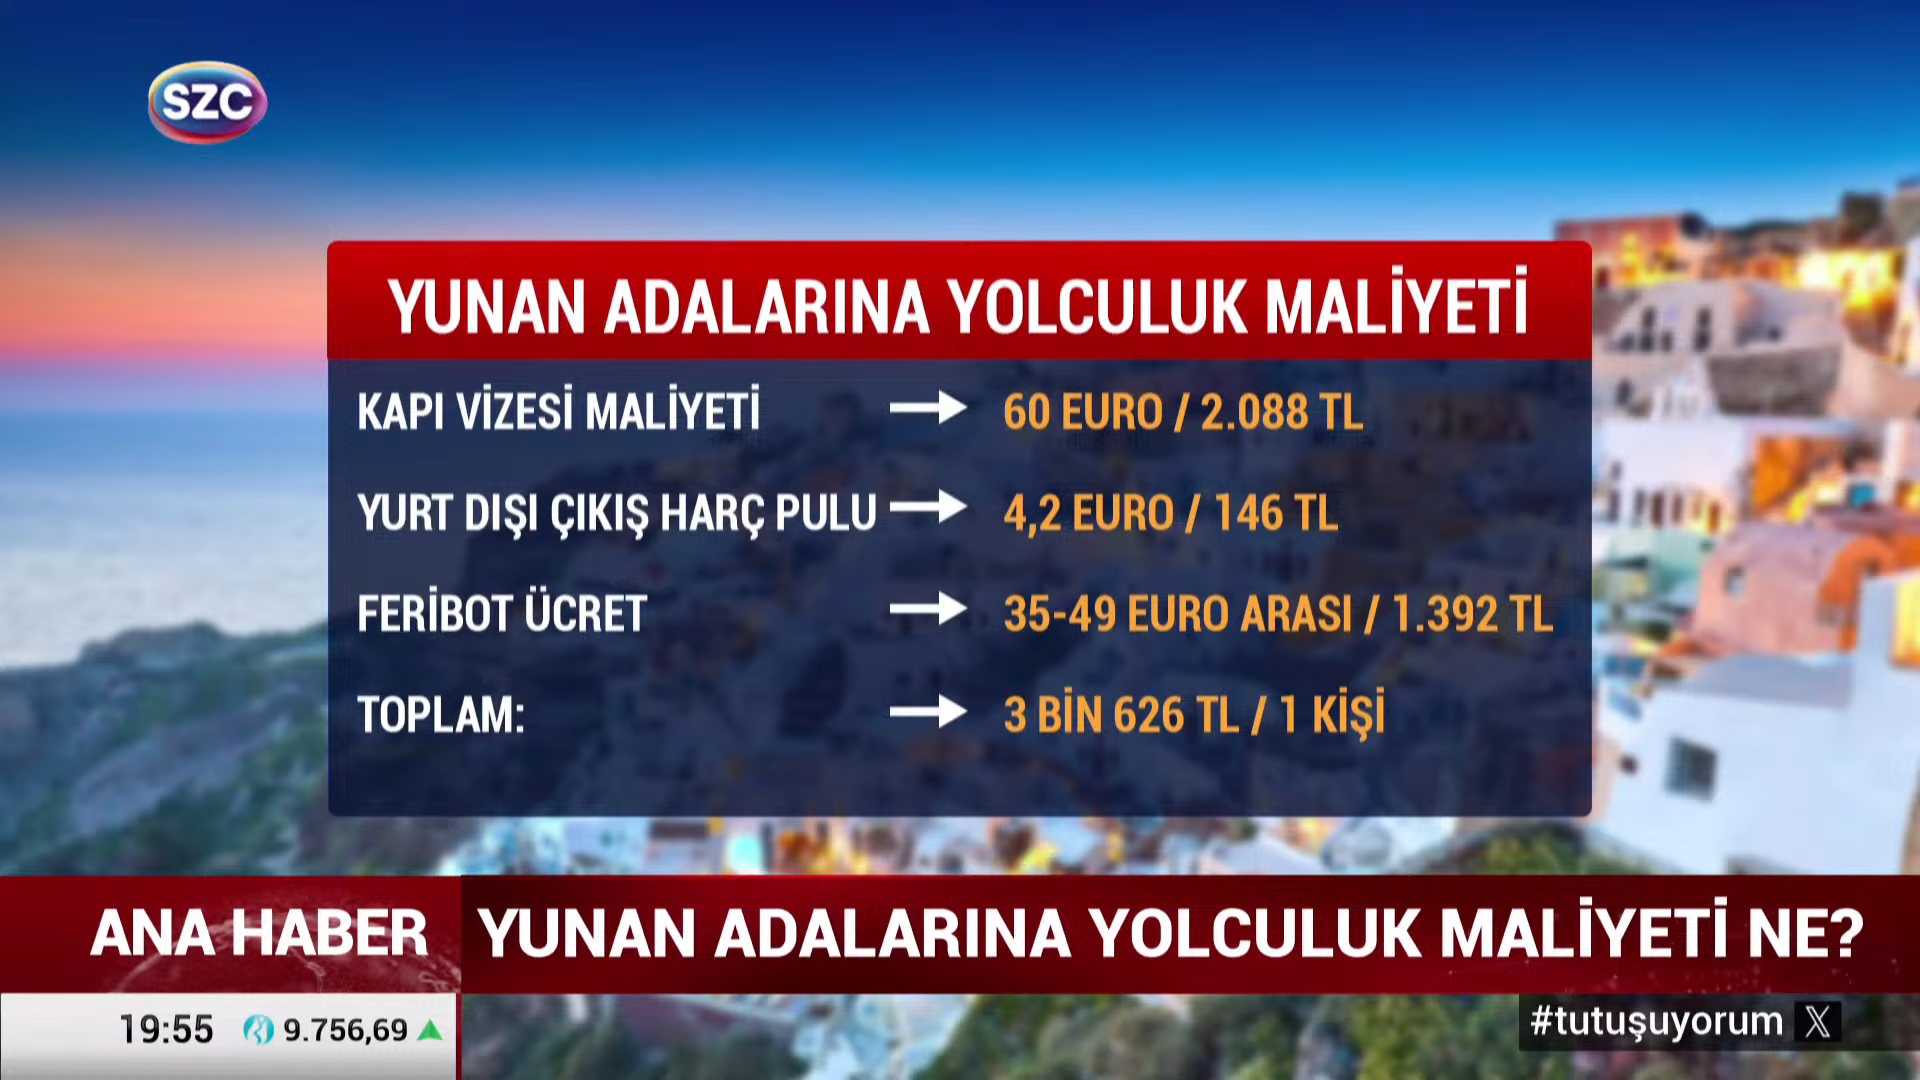 SZC
YUNAN ADALARINA YOLCULUK MALİYETİ
KAPI VİZESİ MALİYETİ → 60 EURO / 2.088 TL
YURT DIŞI ÇIKIŞ HARÇ PULU → 4,2 EURO / 146 TL
FERİBOT ÜCRET → 35-49 EURO ARASI / 1.392 TL
TOPLAM: → 3 BİN 626 TL / 1 KİŞİ
ANA HABER
YUNAN ADALARINA YOLCULUK MALİYETİ NE?
19:55 9.756,69
#tutuşuyorum X